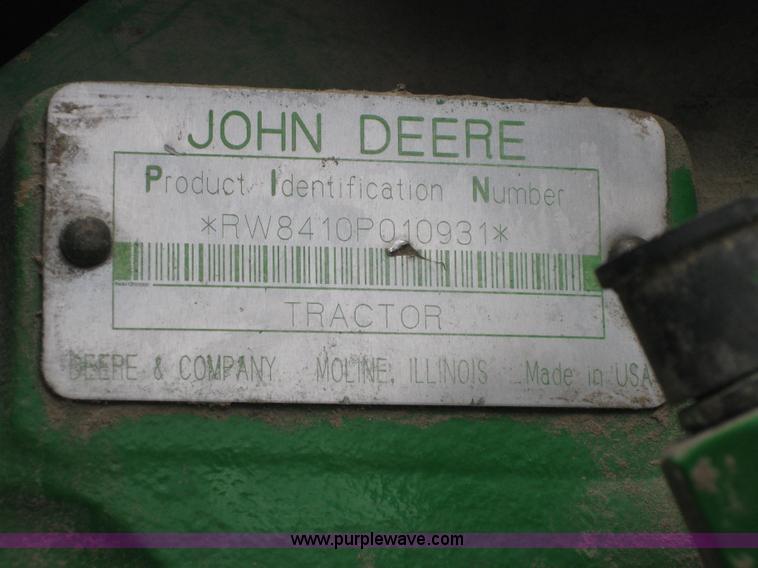 JOHN DEERE
Product Identification Number
*RW8410P010931*
TRACTOR
DEERE & COMPANY MOLINE, ILLINOIS Made in USA
www.purplewave.com